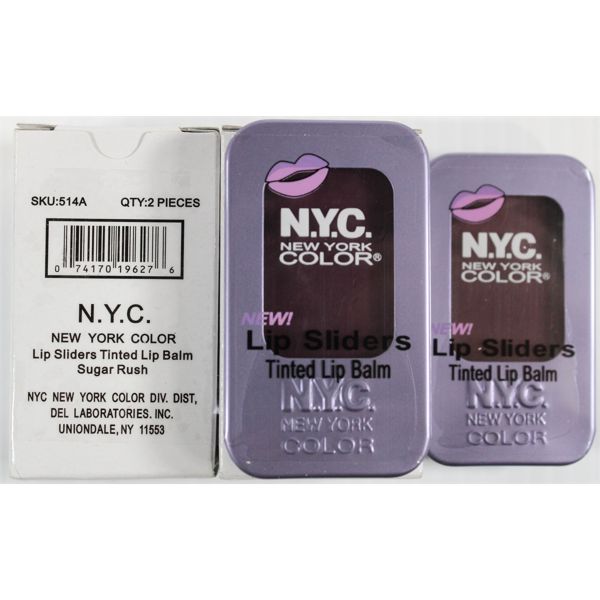 SKU:514A QTY:2 PIECES
0 74170 19627 6
N.Y.C.
NEW YORK COLOR
Lip Sliders Tinted Lip Balm
Sugar Rush
NYC NEW YORK COLOR DIV. DIST,
DEL LABORATORIES. INC.
UNIONDALE, NY 11553
N.Y.C.
NEW YORK
COLOR®
NEW!
Lip Sliders
Tinted Lip Balm
N.Y.C.
NEW YORK
COLOR
N.Y.C.
NEW YORK
COLOR®
NEW!
Lip Sliders
Tinted Lip Balm
N.Y.C.
NEW YORK
COLOR